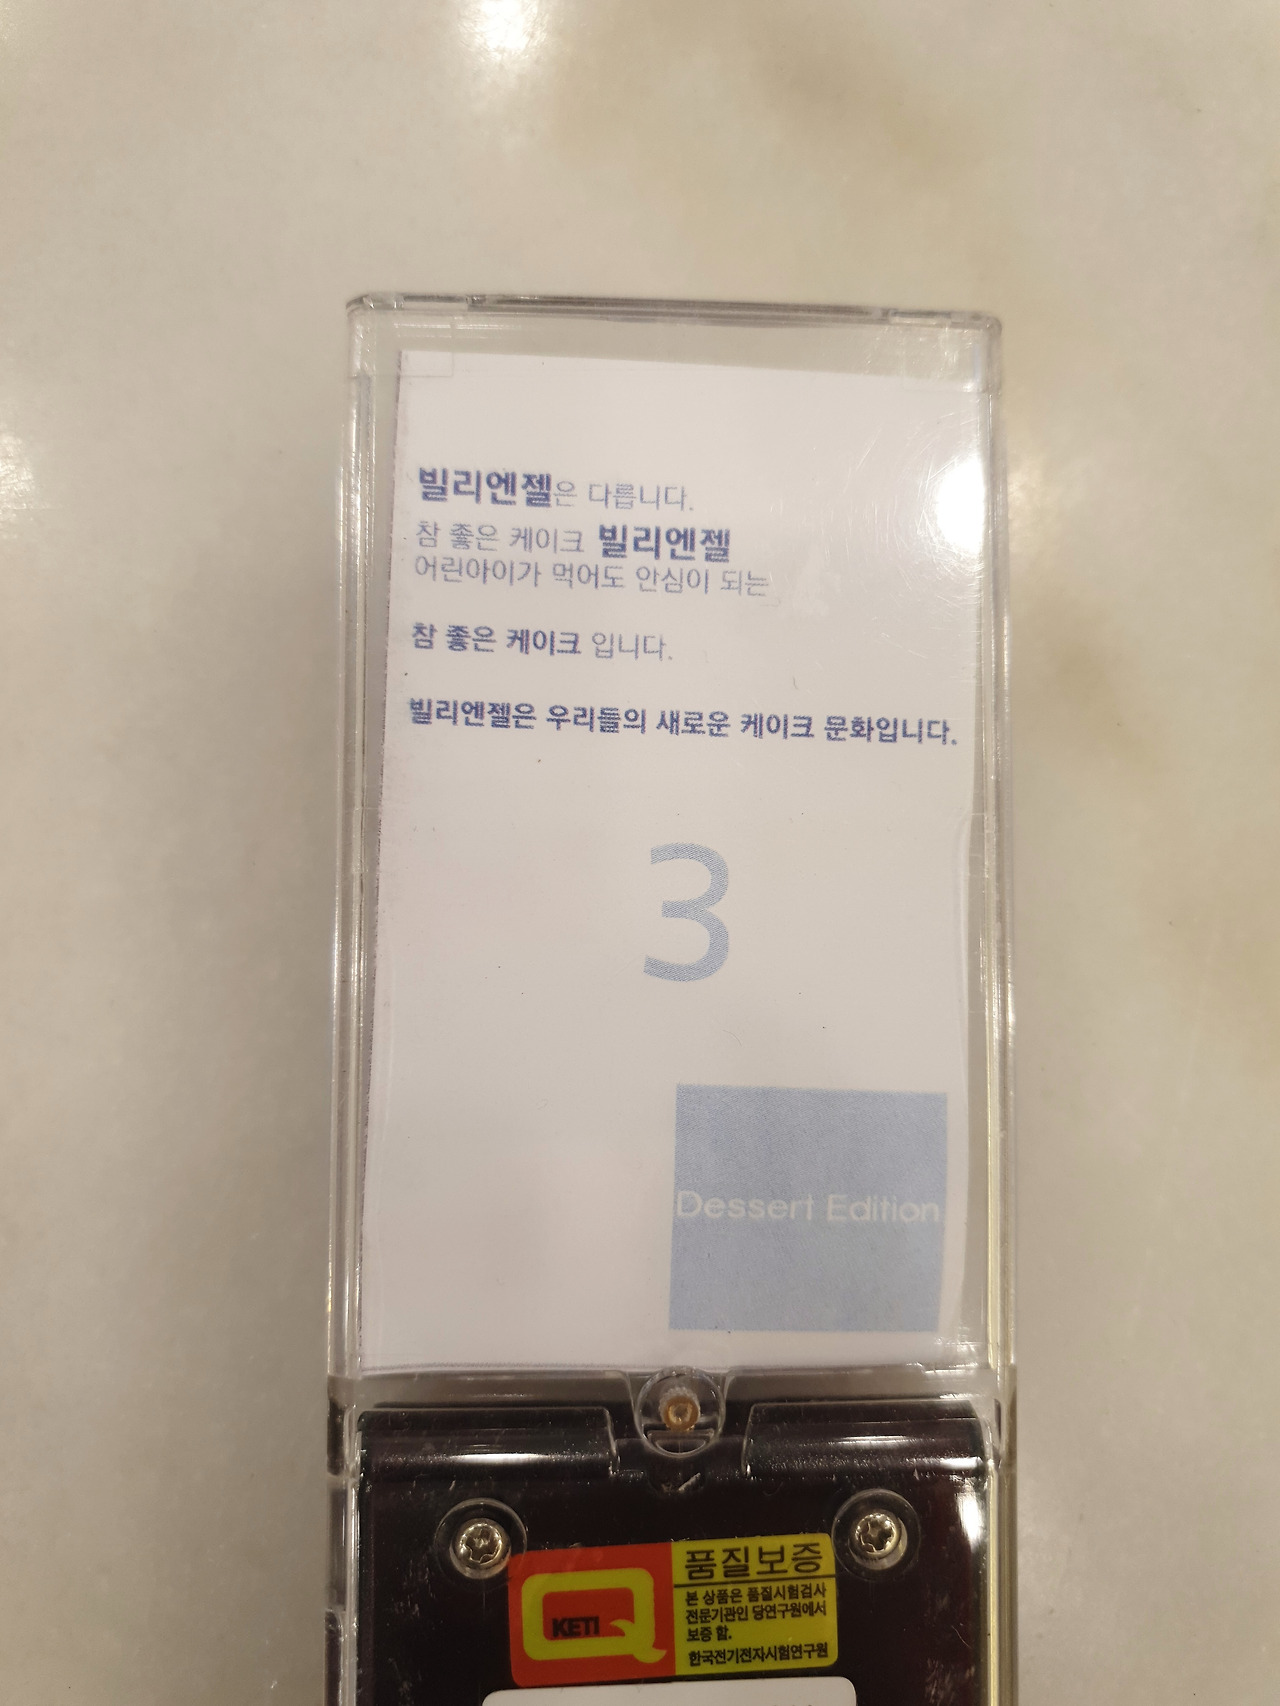 빌리엔젤은 다릅니다.
참 좋은 케이크 빌리엔젤
어린아이가 먹어도 안심이 되는
참 좋은 케이크 입니다.
빌리엔젤은 우리들의 새로운 케이크 문화입니다.
3
Dessert Edition
KETI
품질보증
본 상품은 품질시험검사
전문기관인 당연구원에서
보증 함.
한국전기전자시험연구원